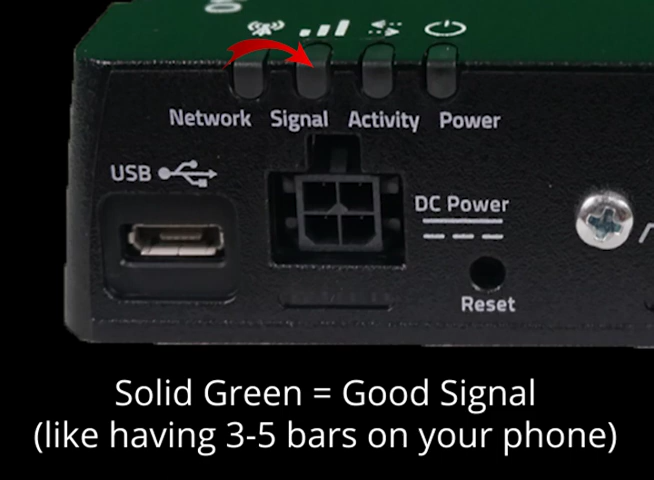 Network Signal Activity Power
USB
DC Power
Reset
Solid Green = Good Signal
(like having 3-5 bars on your phone)